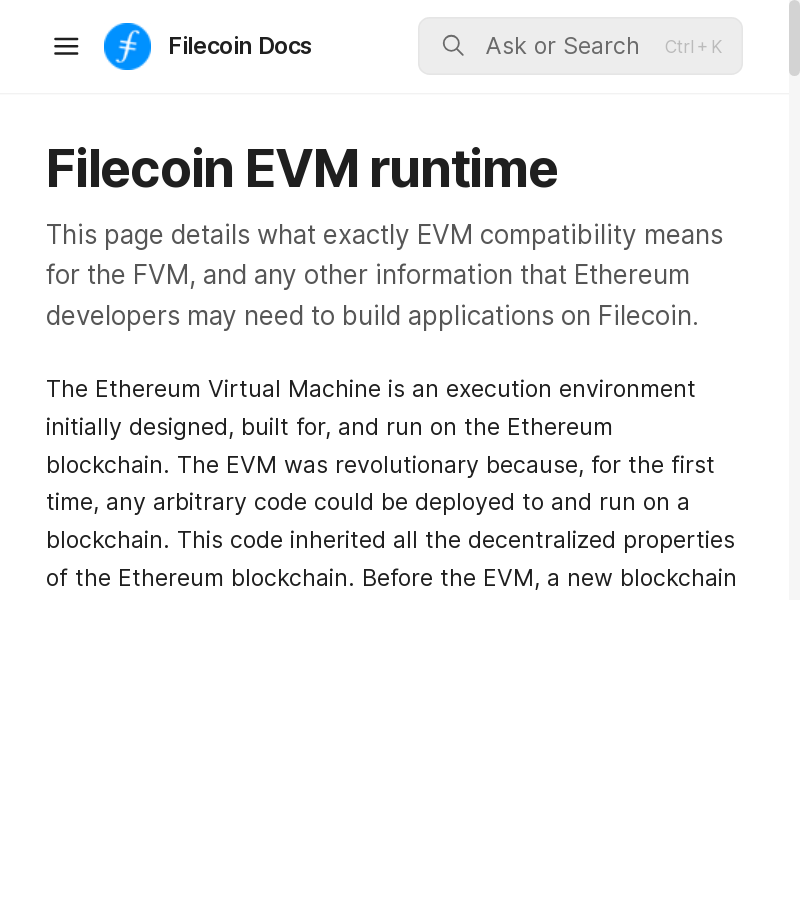 Filecoin Docs
Ask or Search Ctrl + K
Filecoin EVM runtime
This page details what exactly EVM compatibility means
for the FVM, and any other information that Ethereum
developers may need to build applications on Filecoin.
The Ethereum Virtual Machine is an execution environment
initially designed, built for, and run on the Ethereum
blockchain. The EVM was revolutionary because, for the first
time, any arbitrary code could be deployed to and run on a
blockchain. This code inherited all the decentralized properties
of the Ethereum blockchain. Before the EVM, a new blockchain